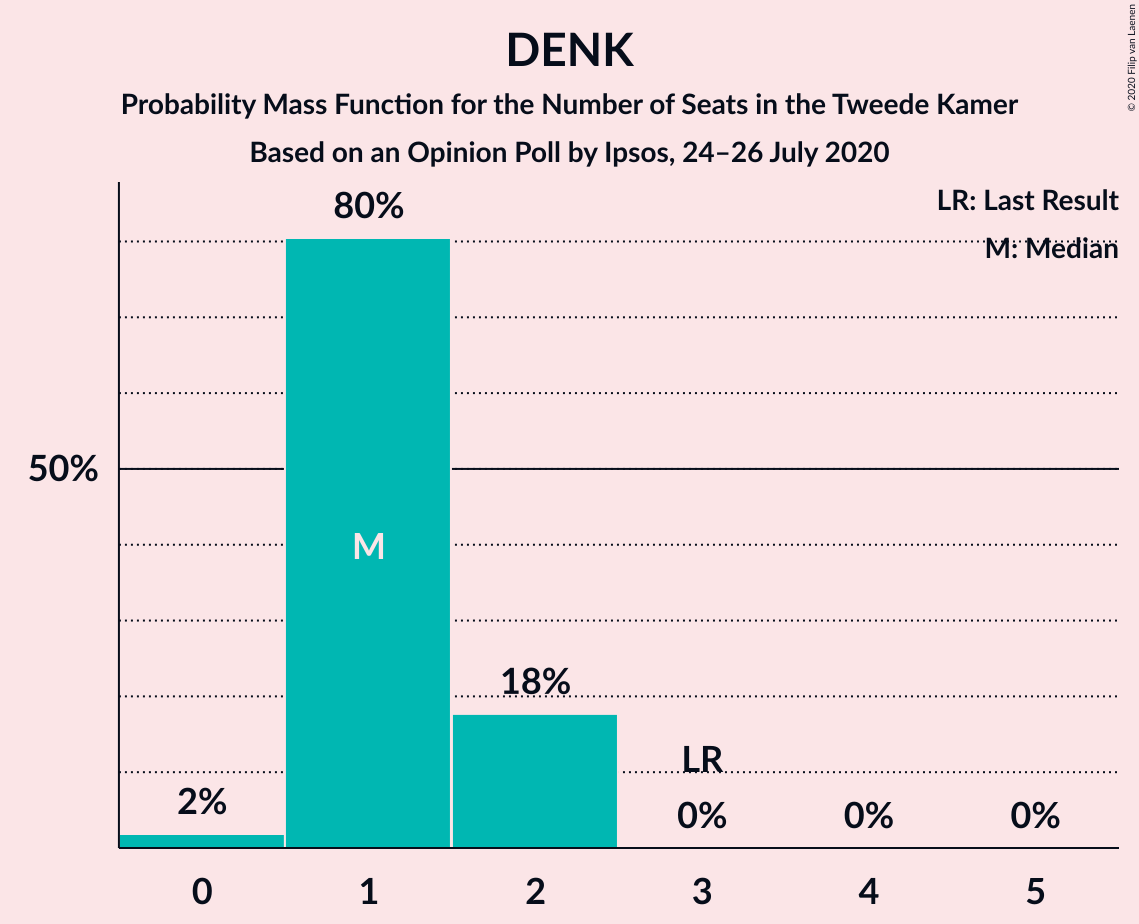 DENK
Probability Mass Function for the Number of Seats in the Tweede Kamer
Based on an Opinion Poll by Ipsos, 24–26 July 2020
© 2020 Filip van Laenen
LR: Last Result
M: Median
80%
50%
M
18%
LR
2%
0%
0%
0%
0
1
2
3
4
5